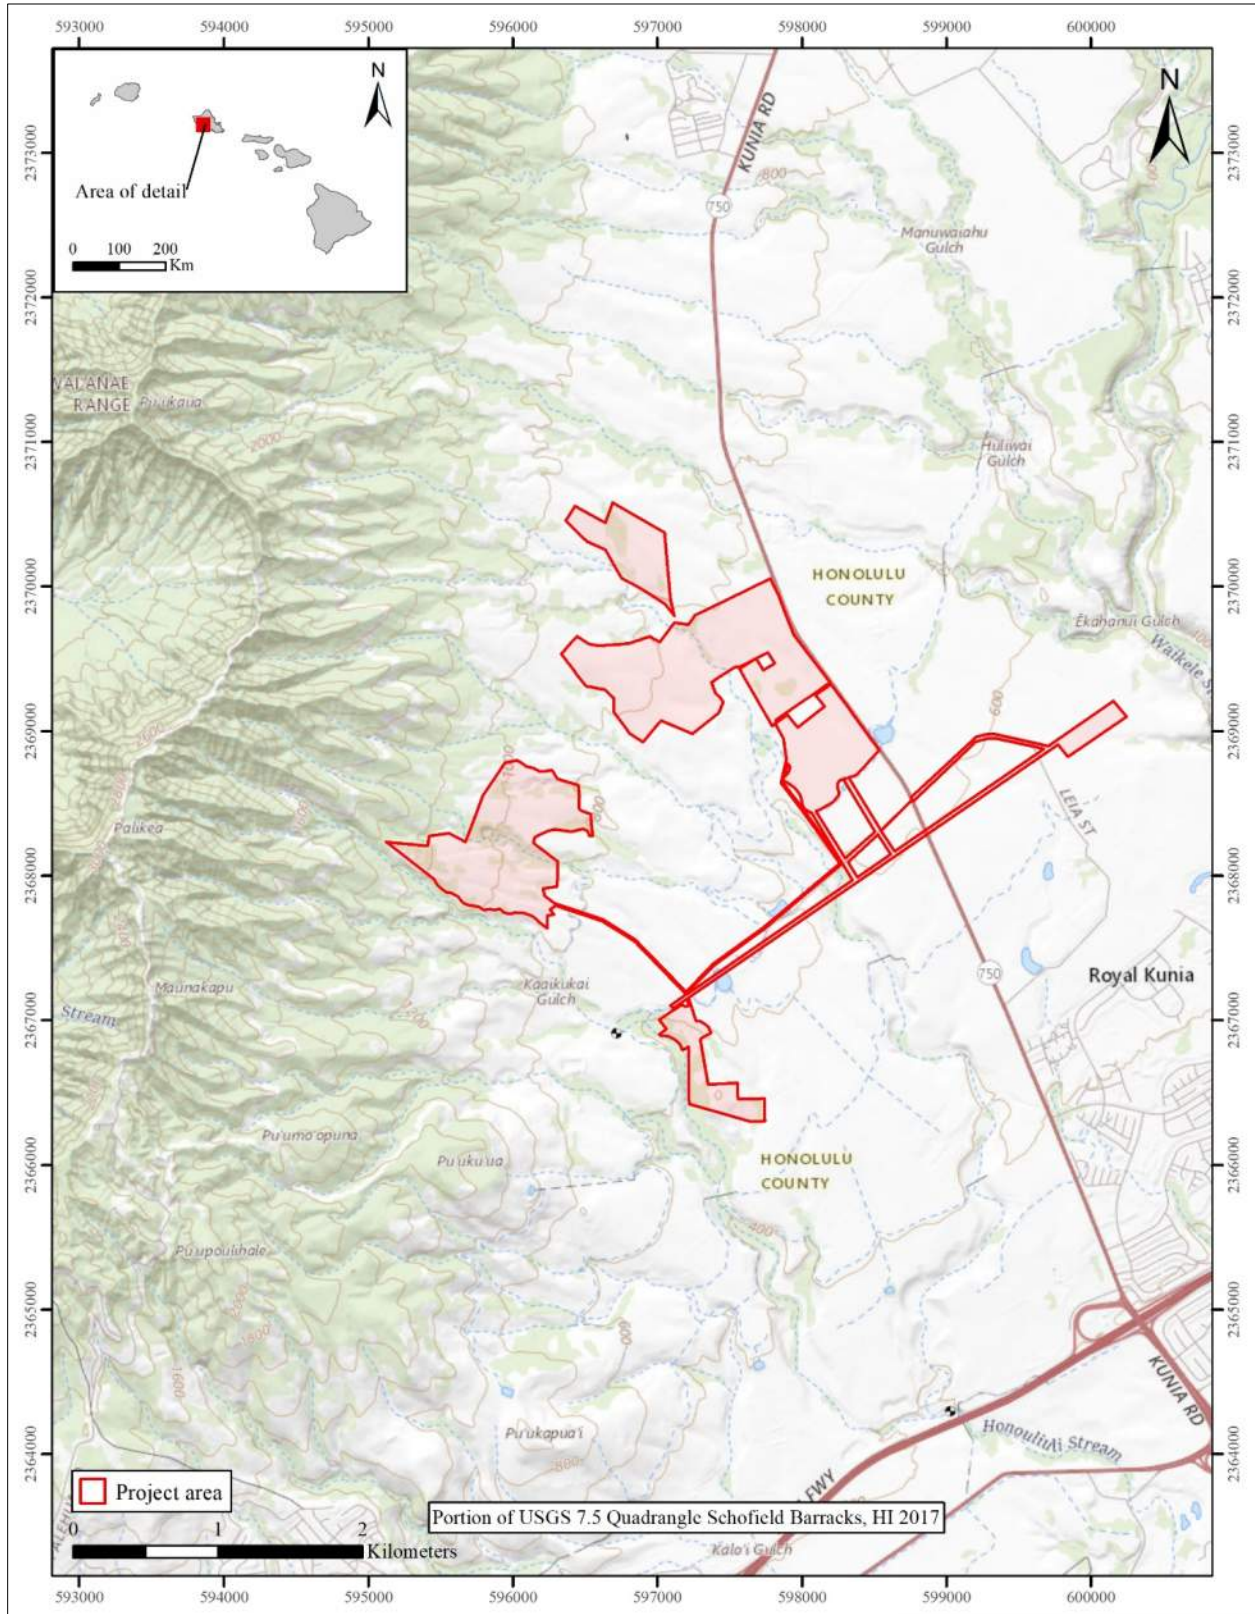 593000 594000 595000 596000 597000 598000 599000 600000
N
N
Area of detail
0 100 200
Km
KUNIA RD
800
750
Manuwaiahu
Gulch
2373000
2373000
2372000
2372000
RANGE
Pu'ukaua
2000
Huliwai
Gulch
2371000
2371000
HONOLULU
COUNTY
2370000
2370000
Ekahanui Gulch
600
2369000
2369000
1000
LEIA ST
Palikea
2368000
2368000
750
Royal Kunia
Maunakapu
Kaaikukai
Gulch
Stream
2367000
2367000
Pu'umo'opuna
Pu'uku'ua
HONOLULU
COUNTY
2366000
2366000
400
Pu'upoulihale
2365000
2365000
600
1600
KUNIA RD
Pu'ukapua'i
Honouliuli Stream
2364000
2364000
800
FWY
Project area
Portion of USGS 7.5 Quadrangle Schofield Barracks, HI 2017
0 1 2
Kilometers
Kalo'i Gulch
593000 594000 595000 596000 597000 598000 599000 600000